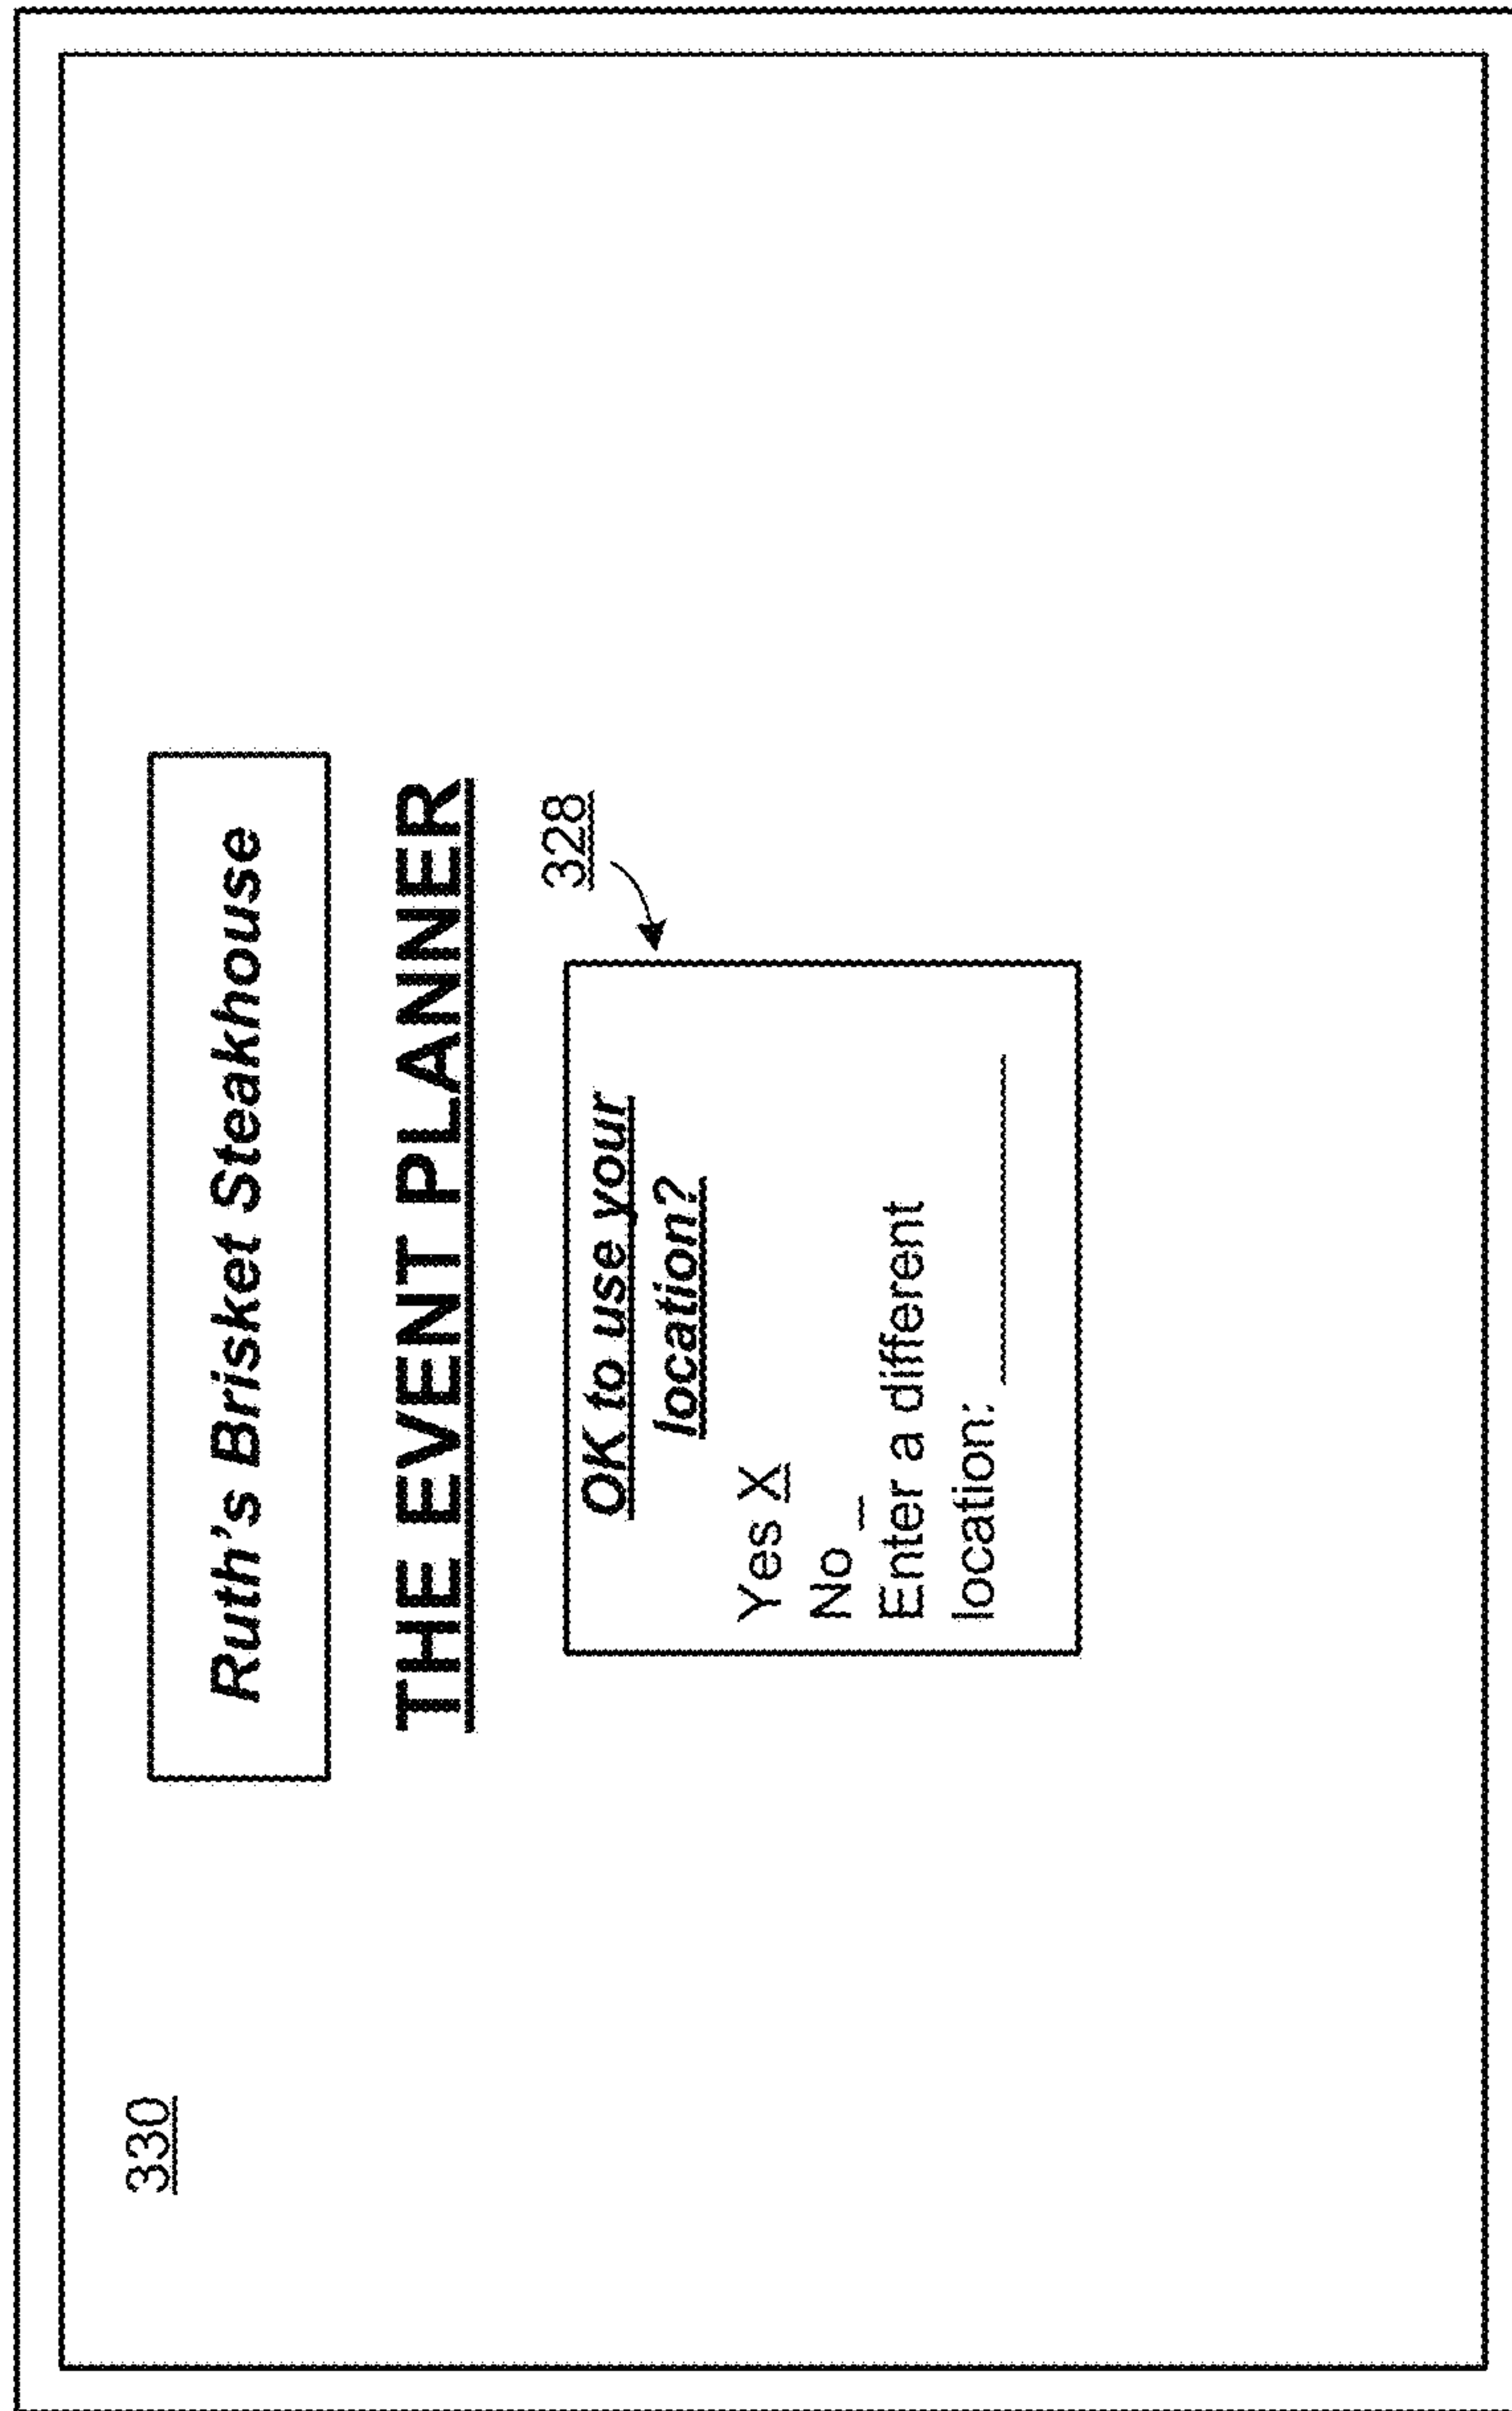 330
Ruth's Brisket Steakhouse
THE EVENT PLANNER
328
OK to use your
location?
Yes X
No _
Enter a different
location: ________